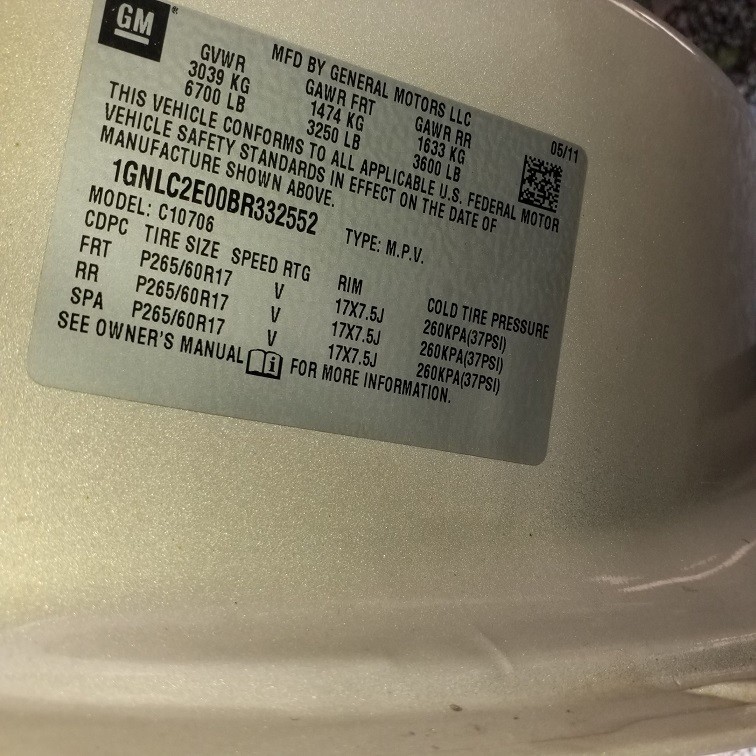 GM
MFD BY GENERAL MOTORS LLC
05/11
GVWR GAWR FRT GAWR RR
3039 KG 1474 KG 1633 KG
6700 LB 3250 LB 3600 LB
THIS VEHICLE CONFORMS TO ALL APPLICABLE U.S. FEDERAL MOTOR
VEHICLE SAFETY STANDARDS IN EFFECT ON THE DATE OF
MANUFACTURE SHOWN ABOVE.
1GNLC2E00BR332552 TYPE: M.P.V.
MODEL: C10706
CDPC TIRE SIZE SPEED RTG RIM COLD TIRE PRESSURE
FRT P265/60R17 V 17X7.5J 260KPA(37PSI)
RR P265/60R17 V 17X7.5J 260KPA(37PSI)
SPA P265/60R17 V 17X7.5J 260KPA(37PSI)
SEE OWNER'S MANUAL i FOR MORE INFORMATION.